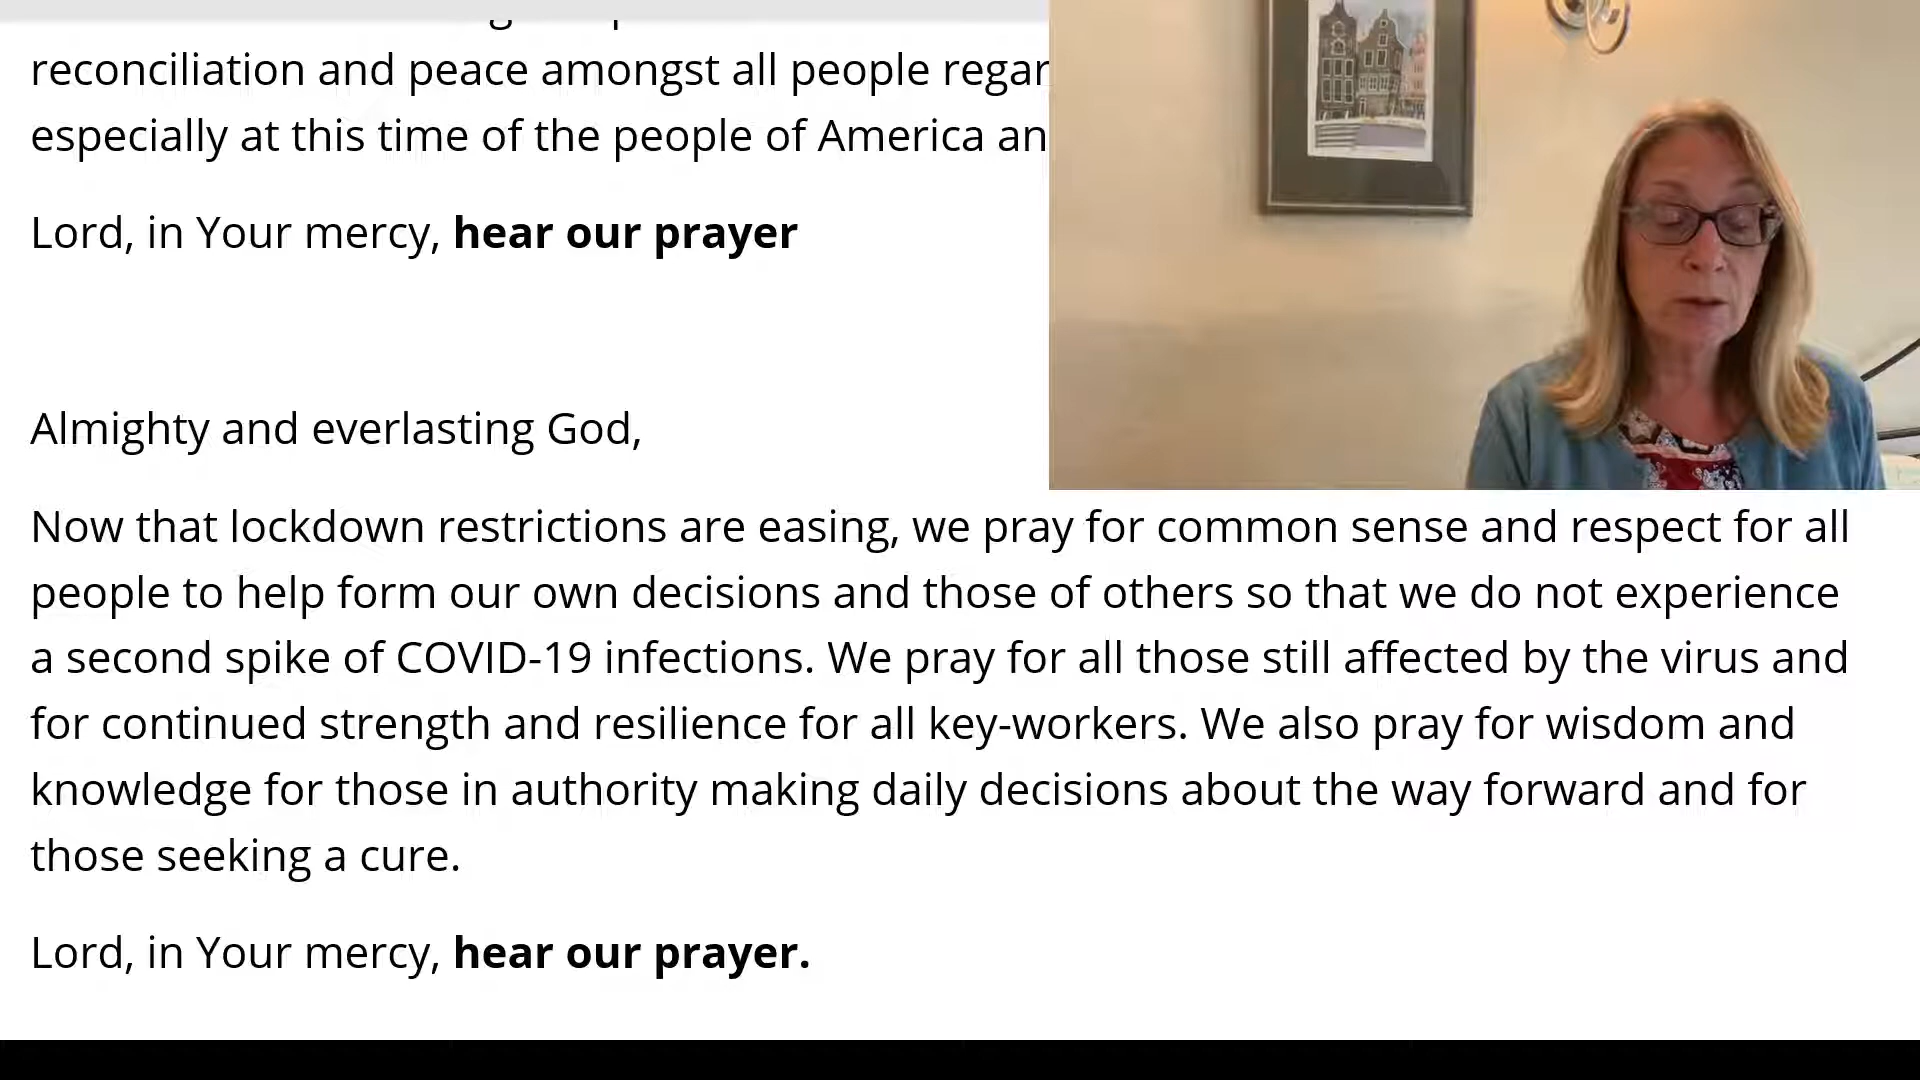 reconciliation and peace amongst all people
especially at this time of the people of America
Lord, in Your mercy, hear our prayer
Almighty and everlasting God,
Now that lockdown restrictions are easing, we pray for common sense and respect for all
people to help form our own decisions and those of others so that we do not experience
a second spike of COVID-19 infections. We pray for all those still affected by the virus and
for continued strength and resilience for all key-workers. We also pray for wisdom and
knowledge for those in authority making daily decisions about the way forward and for
those seeking a cure.
Lord, in Your mercy, hear our prayer.